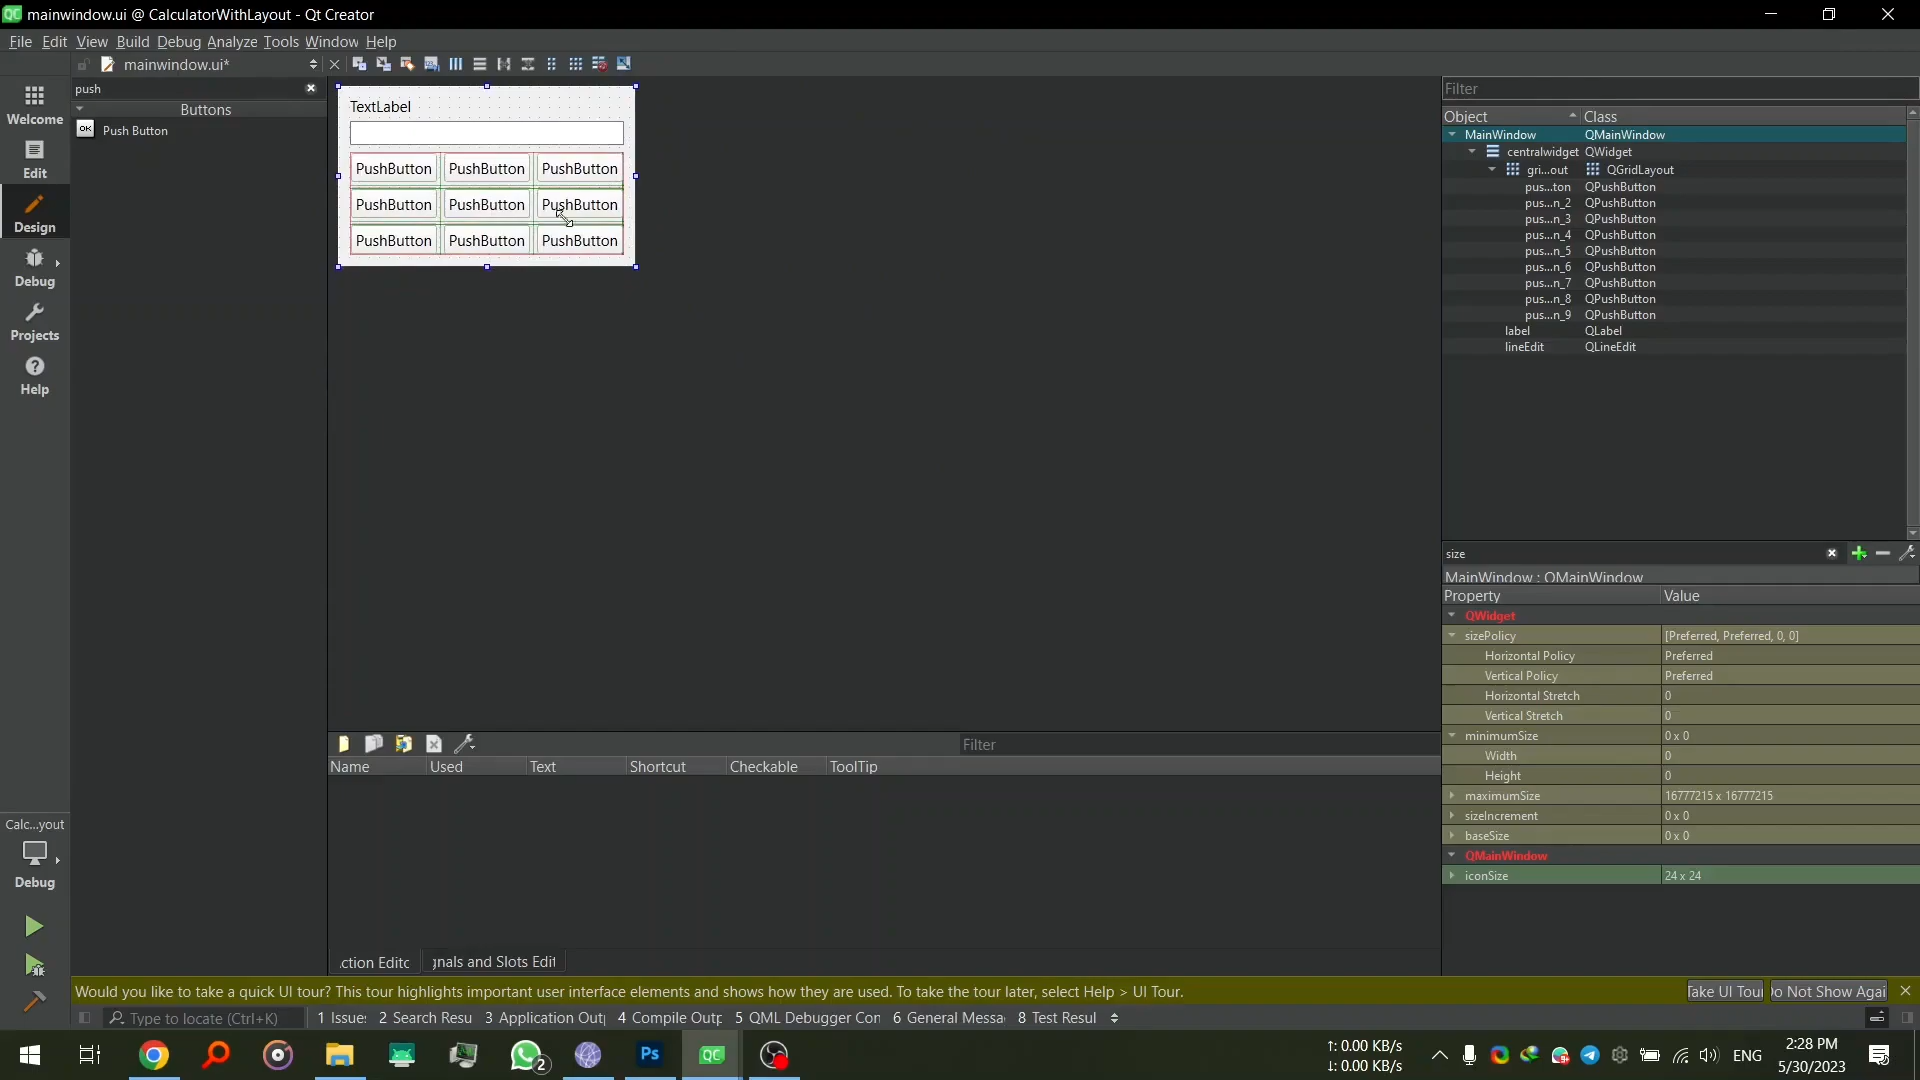 mainwindow.ui @ CalculatorWithLayout - Qt Creator
File Edit View Build Debug Analyze Tools Window Help
mainwindow.ui*
push
Buttons
OK Push Button
Welcome
Edit
Design
Debug
Projects
Help
Calc...yout
Debug
TextLabel
PushButton PushButton PushButton
PushButton PushButton PushButton
PushButton PushButton PushButton
Name Used Text Shortcut Checkable ToolTip
Filter
.ction Editc
gnals and Slots Edit
Filter
Object Class
MainWindow QMainWindow
centralwidget QWidget
gri...out QGridLayout
pus...ton QPushButton
pus...n_2 QPushButton
pus...n_3 QPushButton
pus...n_4 QPushButton
pus...n_5 QPushButton
pus...n_6 QPushButton
pus...n_7 QPushButton
pus...n_8 QPushButton
pus...n_9 QPushButton
label QLabel
lineEdit QLineEdit
size
MainWindow : QMainWindow
Property Value
QWidget
sizePolicy [Preferred, Preferred, 0, 0]
Horizontal Policy Preferred
Vertical Policy Preferred
Horizontal Stretch 0
Vertical Stretch 0
minimumSize 0 x 0
Width 0
Height 0
maximumSize 16777215 x 16777215
sizeIncrement 0 x 0
baseSize 0 x 0
QMainWindow
iconSize 24 x 24
Would you like to take a quick UI tour? This tour highlights important user interface elements and shows how they are used. To take the tour later, select Help > UI Tour.
Take UI Tour Do Not Show Agai
Type to locate (Ctrl+K) 1 Issue: 2 Search Resu 3 Application Outp 4 Compile Outp 5 QML Debugger Con 6 General Messa 8 Test Resul
Ps QC 2
↑: 0.00 KB/s
↓: 0.00 KB/s
ENG
2:28 PM
5/30/2023